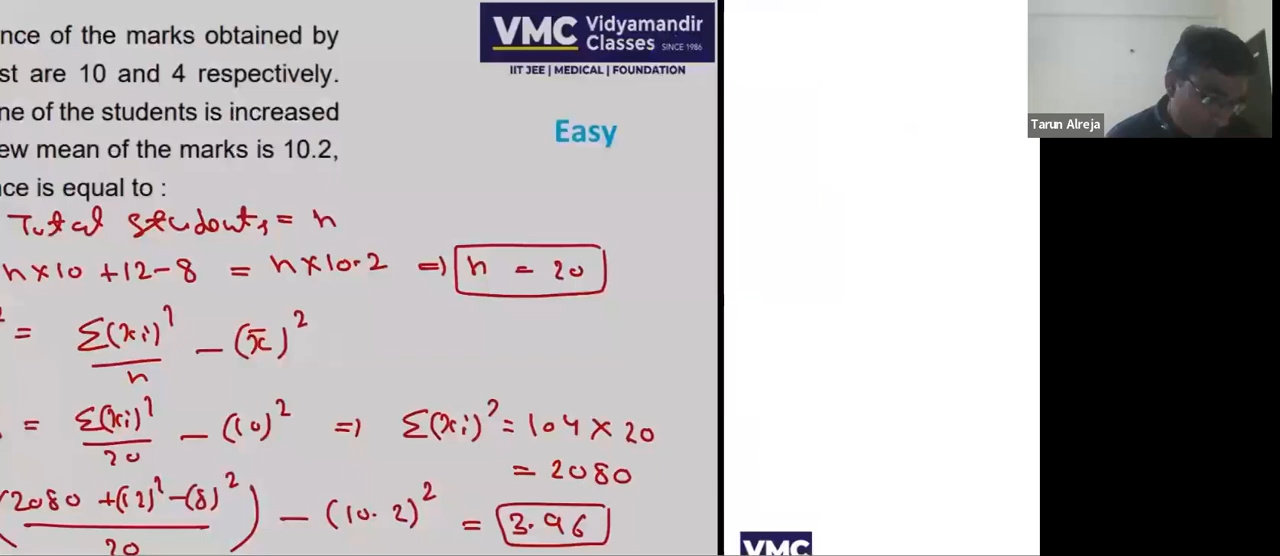 nce of the marks obtained by
st are 10 and 4 respectively.
ne of the students is increased
ew mean of the marks is 10.2,
ce is equal to :
VMC Vidyamandir Classes SINCE 1986
IIT JEE | MEDICAL | FOUNDATION
Easy
Tarun Alreja
Total students = n
n×10 +12-8 = n×10.2 => n = 20
2 = Σ(xi)² / n - (x̄)²
= Σ(xi)² / 20 - (10)² => Σ(xi)² = 104 × 20
= 2080
(2080 +(12)² -(8)² / 20) - (10.2)² = 3.96
VMC